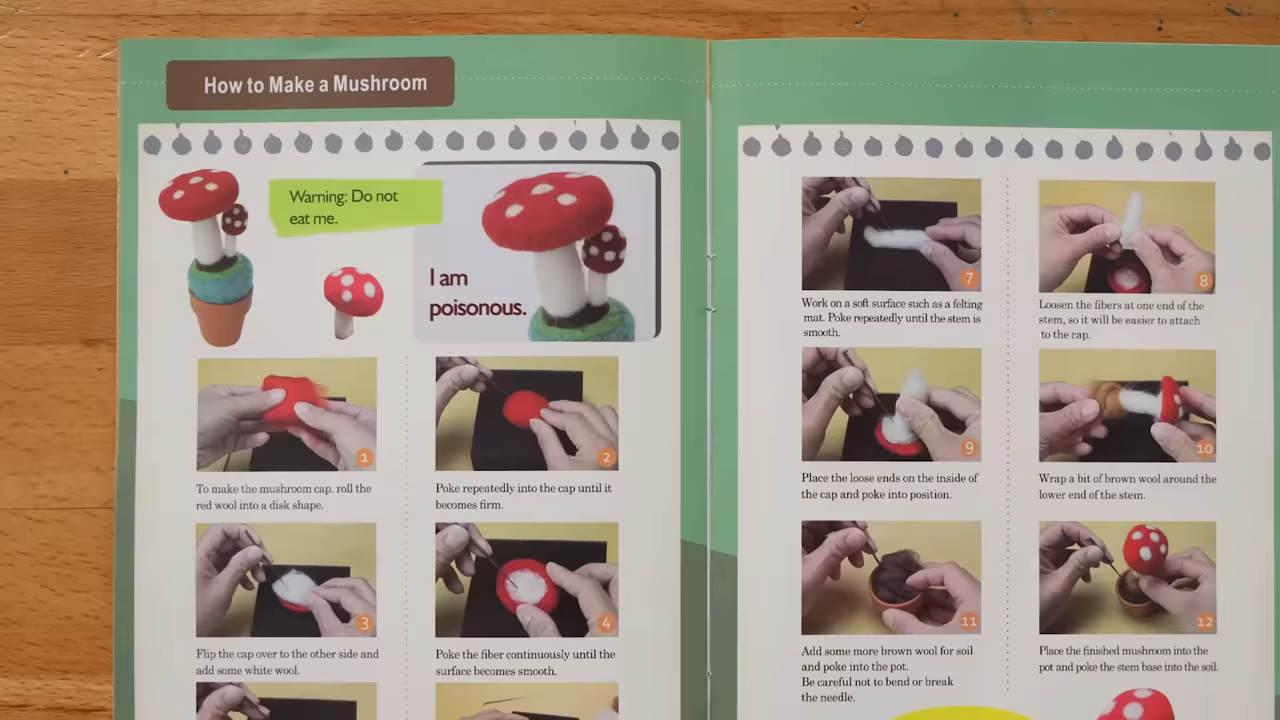 How to Make a Mushroom
Warning: Do not
eat me.
I am
poisonous.
1
To make the mushroom cap. roll the
red wool into a disk shape.
2
Poke repeatedly into the cap until it
becomes firm.
3
Flip the cap over to the other side and
add some white wool.
4
Poke the fiber continuously until the
surface becomes smooth.
7
Work on a soft surface such as a felting
mat. Poke repeatedly until the stem is
smooth.
8
Loosen the fibers at one end of the
stem, so it will be easier to attach
to the cap.
9
Place the loose ends on the inside of
the cap and poke into position.
10
Wrap a bit of brown wool around the
lower end of the stem.
11
Add some more brown wool for soil
and poke into the pot.
Be careful not to bend or break
the needle.
12
Place the finished mushroom into the
pot and poke the stem base into the soil.